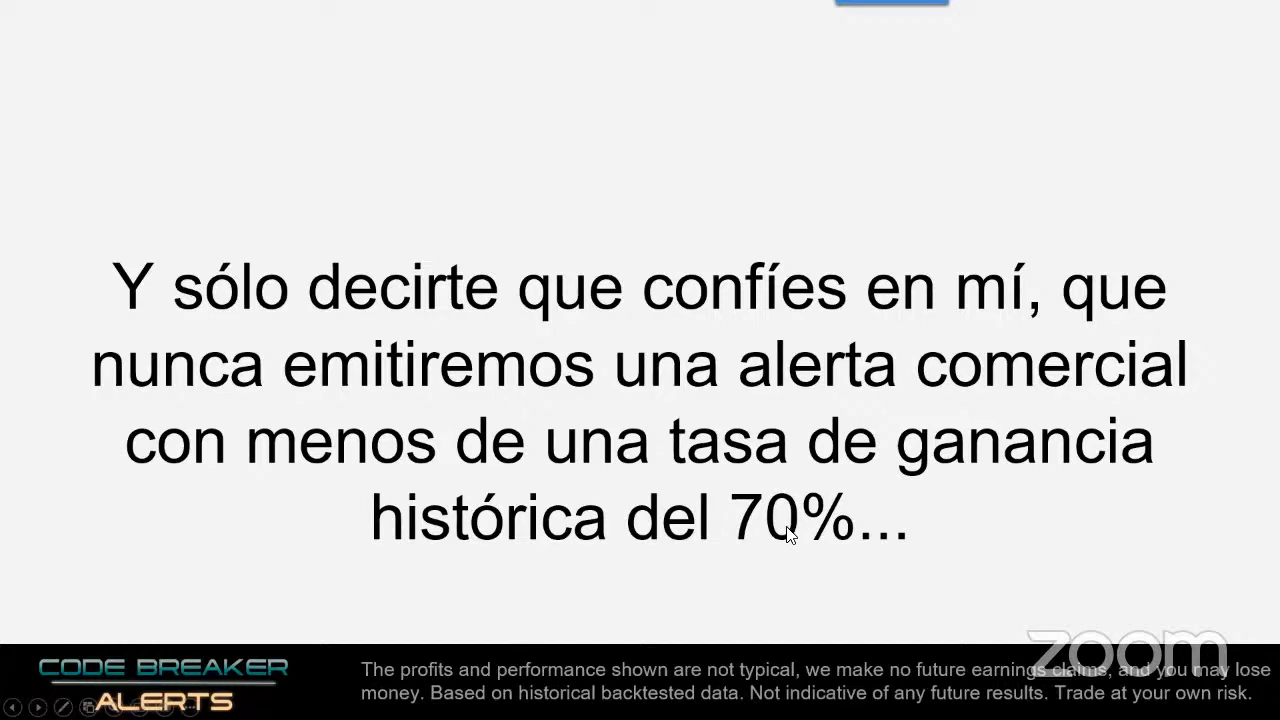 Y sólo decirte que confíes en mí, que
nunca emitiremos una alerta comercial
con menos de una tasa de ganancia
histórica del 70%...
zoom
CODE BREAKER
ALERTS
The profits and performance shown are not typical, we make no future earnings claims, and you may lose
money. Based on historical backtested data. Not indicative of any future results. Trade at your own risk.